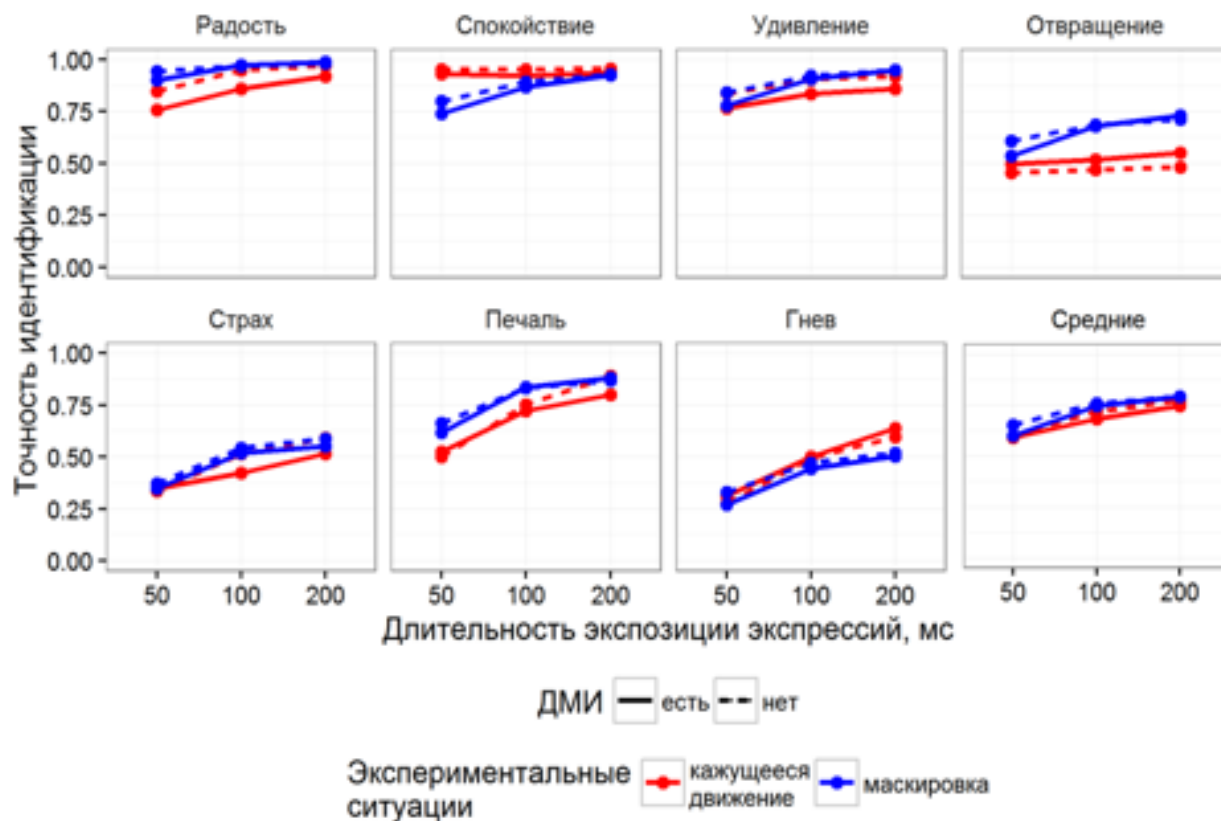 Радость Спокойствие Удивление Отвращение
1.00
0.75
0.50
0.25
0.00
Точность идентификации
Страх Печаль Гнев Средние
1.00
0.75
0.50
0.25
0.00
50 100 200 50 100 200 50 100 200 50 100 200
Длительность экспозиции экспрессий, мс
ДМИ есть нет
Экспериментальные ситуации
кажущееся движение
маскировка